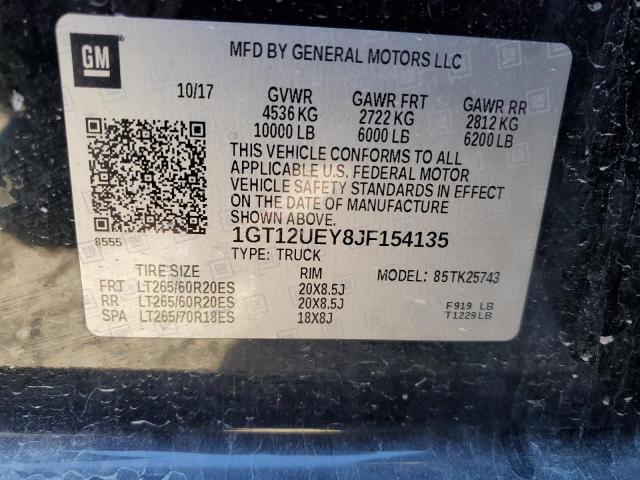 GM
MFD BY GENERAL MOTORS LLC
10/17 GVWR GAWR FRT GAWR RR
4536 KG 2722 KG 2812 KG
10000 LB 6000 LB 6200 LB
THIS VEHICLE CONFORMS TO ALL
APPLICABLE U.S. FEDERAL MOTOR
VEHICLE SAFETY STANDARDS IN EFFECT
ON THE DATE OF MANUFACTURE
SHOWN ABOVE.
8555
1GT12UEY8JF154135
TYPE: TRUCK
TIRE SIZE RIM MODEL: 85TK25743
FRT LT265/60R20ES 20X8.5J
RR LT265/60R20ES 20X8.5J
SPA LT265/70R18ES 18X8J
F919 LB
T1229LB